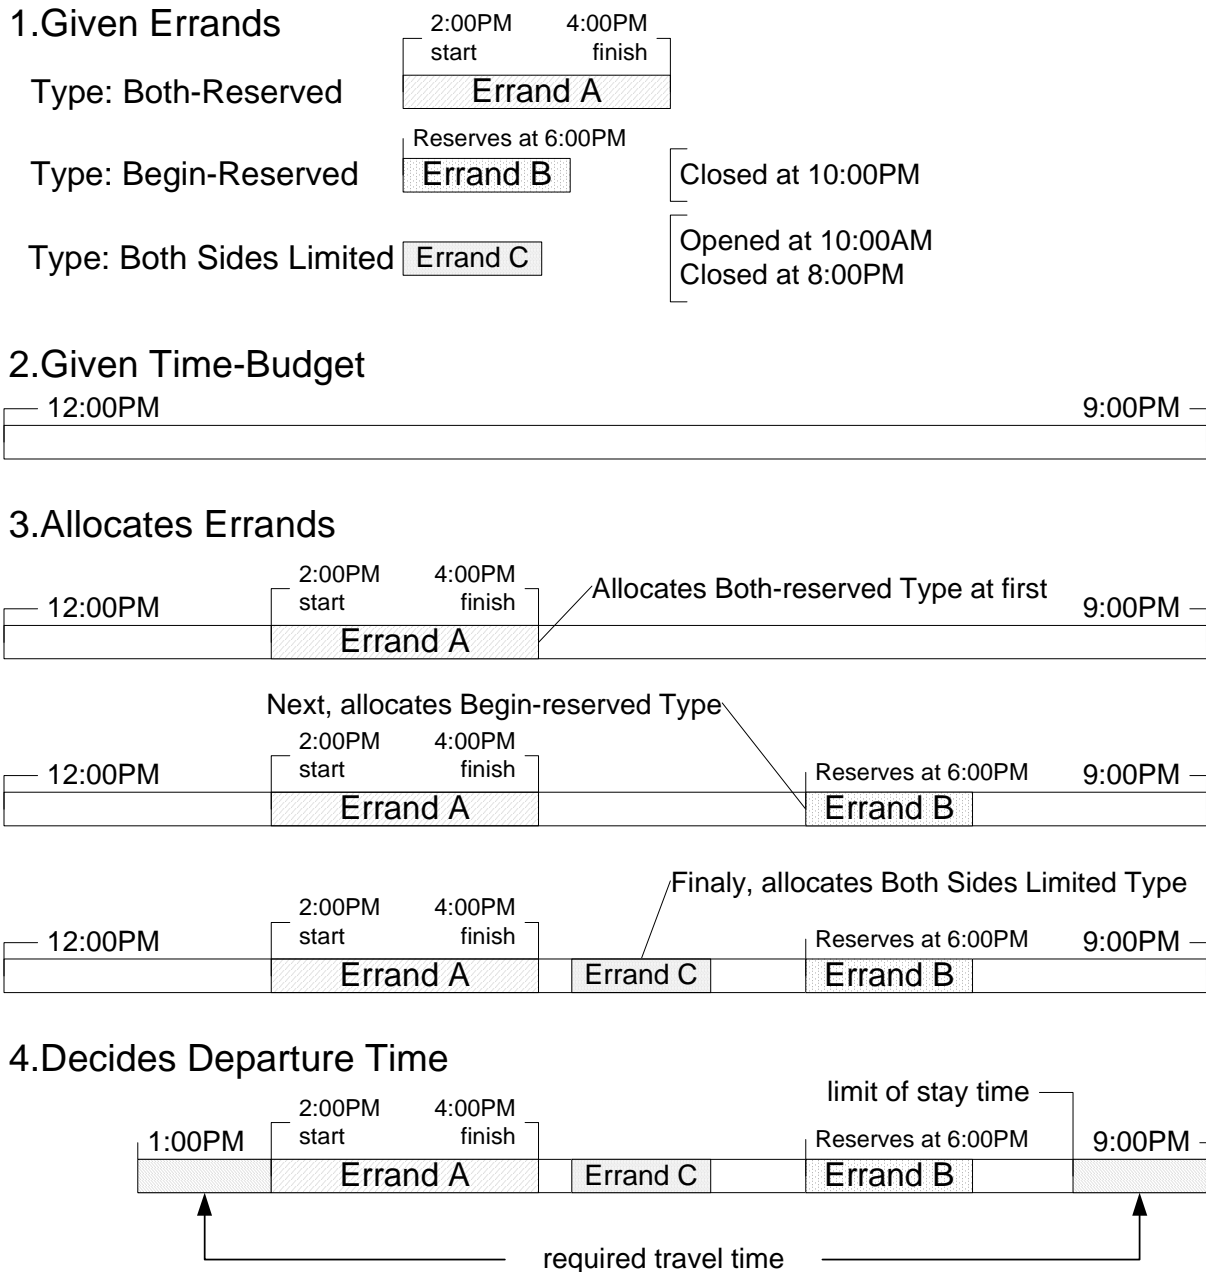 1.Given Errands
2:00PM 4:00PM
start finish
Type: Both-Reserved Errand A
Reserves at 6:00PM
Type: Begin-Reserved Errand B Closed at 10:00PM
Type: Both Sides Limited Errand C Opened at 10:00AM
Closed at 8:00PM
2.Given Time-Budget
12:00PM 9:00PM
3.Allocates Errands
2:00PM 4:00PM
12:00PM start finish Allocates Both-reserved Type at first 9:00PM
Errand A
Next, allocates Begin-reserved Type
2:00PM 4:00PM
12:00PM start finish Reserves at 6:00PM 9:00PM
Errand A Errand B
Finaly, allocates Both Sides Limited Type
2:00PM 4:00PM
12:00PM start finish Reserves at 6:00PM 9:00PM
Errand A Errand C Errand B
4.Decides Departure Time
limit of stay time
2:00PM 4:00PM
1:00PM start finish Reserves at 6:00PM 9:00PM
Errand A Errand C Errand B
required travel time